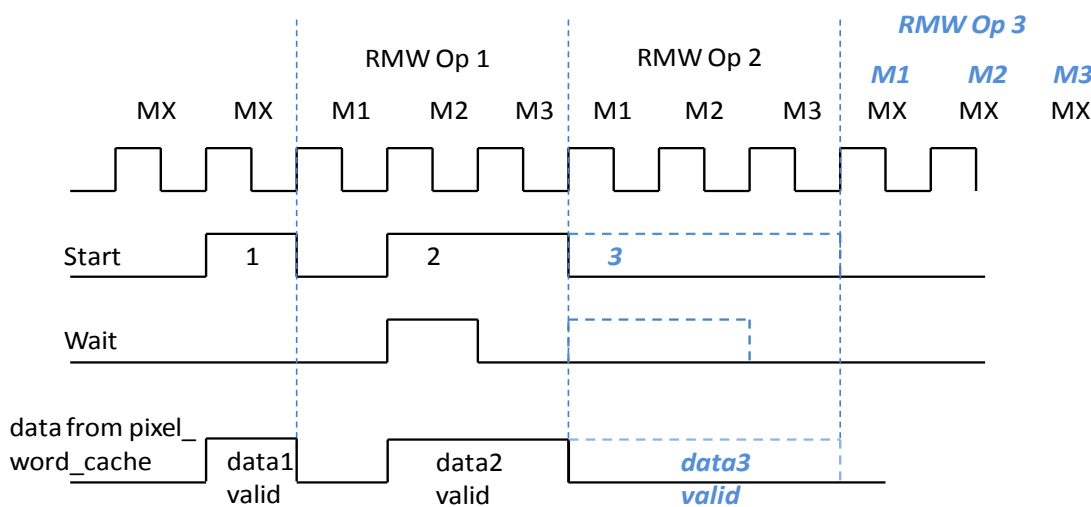 RMW Op 3
RMW Op 1 RMW Op 2
M1 M2 M3
MX MX M1 M2 M3 M1 M2 M3 MX MX MX
Start 1 2 3
Wait
data from pixel_
word_cache data1 data2 data3
valid valid valid